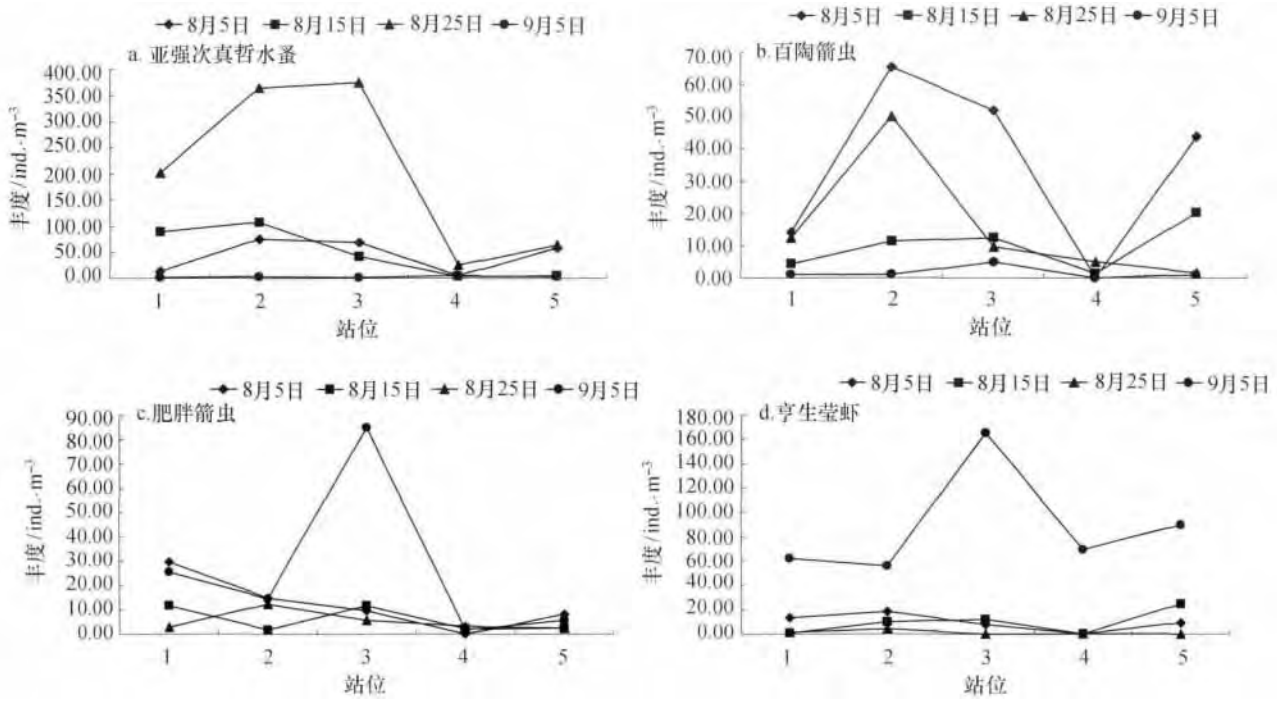 8月5日 8月15日 8月25日 9月5日
a. 亚强次真哲水蚤
400.00
350.00
300.00
250.00
200.00
150.00
100.00
50.00
0.00
丰度/ind.·m⁻³
1 2 3 4 5
站位
8月5日 8月15日 8月25日 9月5日
b.百陶箭虫
70.00
60.00
50.00
40.00
30.00
20.00
10.00
0.00
丰度/ind.·m⁻³
1 2 3 4 5
站位
8月5日 8月15日 8月25日 9月5日
c.肥胖箭虫
90.00
80.00
70.00
60.00
50.00
40.00
30.00
20.00
10.00
0.00
丰度/ind.·m⁻³
1 2 3 4 5
站位
8月5日 8月15日 8月25日 9月5日
d.亨生莹虾
180.00
160.00
140.00
120.00
100.00
80.00
60.00
40.00
20.00
0.00
丰度/ind.·m⁻³
1 2 3 4 5
站位